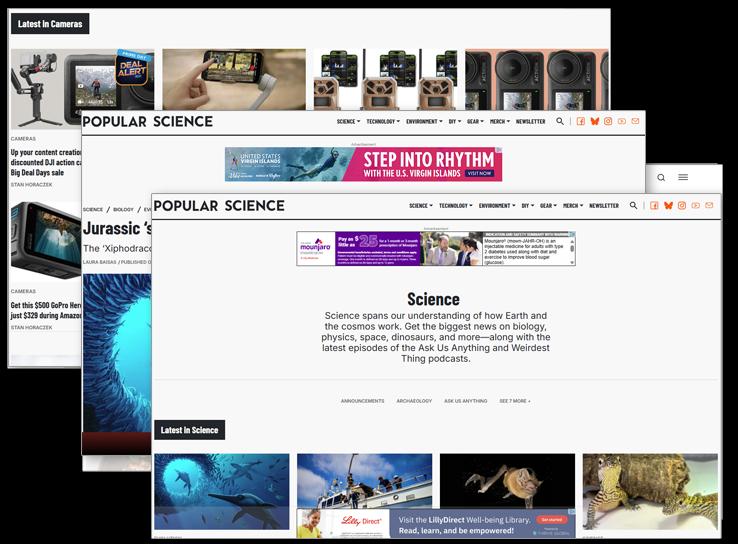 Latest in Cameras
PRIME DAY
DEAL
ALERT
CAMERAS
Up your content creation
discounted DJI action ca
Big Deal Days sale
STAN HORACZEK
CAMERAS
Get this $500 GoPro Hero
just $329 during Amazon
STAN HORACZEK
POPULAR SCIENCE
SCIENCE TECHNOLOGY ENVIRONMENT DIY GEAR MERCH NEWSLETTER
Advertisement
UNITED STATES
VIRGIN ISLANDS
STEP INTO RHYTHM
WITH THE U.S. VIRGIN ISLANDS
VISIT NOW
SCIENCE / BIOLOGY /
Jurassic ‘s
The ‘Xiphodracon
LAURA BAISAS / PUBLISHED O
POPULAR SCIENCE
SCIENCE TECHNOLOGY ENVIRONMENT DIY GEAR MERCH NEWSLETTER
Advertisement
mounjaro
Pay as little as $25 for a 1-month or 3-month prescription of Mounjaro
INDICATION AND SAFETY SUMMARY WITH
Mounjaro® (mown-JAHR-OH) is an
injectable medicine for adults with type
2 diabetes used along with diet and
exercise to improve blood sugar
(glucose).
Science
Science spans our understanding of how Earth and
the cosmos work. Get the biggest news on biology,
physics, space, dinosaurs, and more—along with the
latest episodes of the Ask Us Anything and Weirdest
Thing podcasts.
ANNOUNCEMENTS ARCHAEOLOGY ASK US ANYTHING SEE 7 MORE +
Latest in Science
Lilly Direct
Visit the LillyDirect Well-being Library.
Read, learn, and be empowered!
Get started